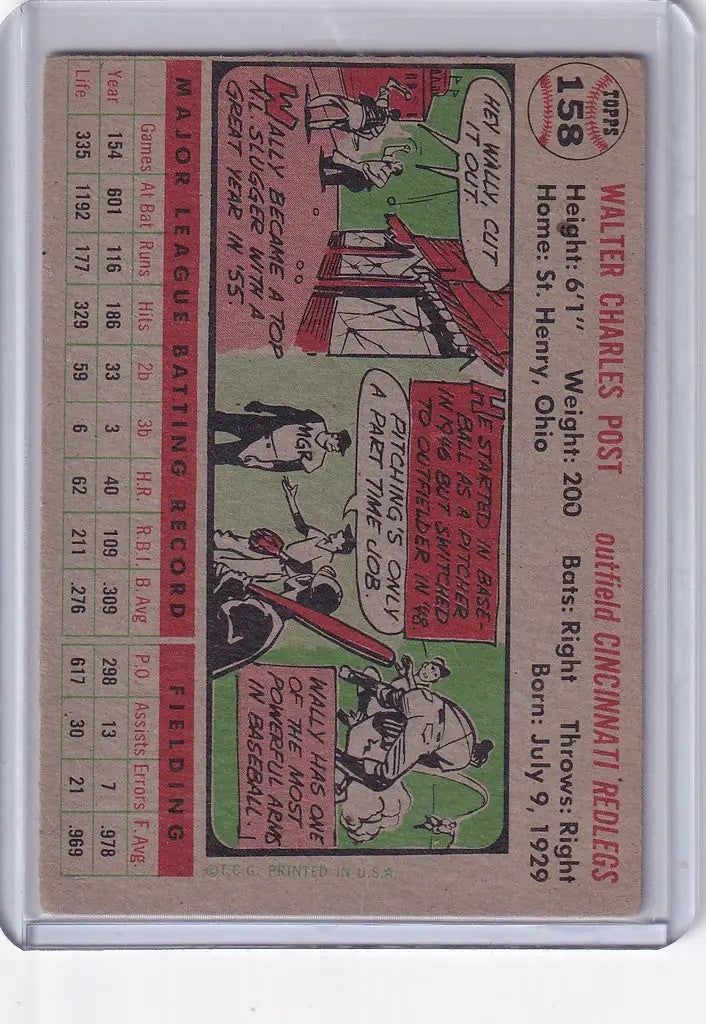 TOPPS
158
WALTER CHARLES POST outfield CINCINNATI REDLEGS
Height: 6'1" Weight: 200 Bats: Right Throws: Right
Home: St. Henry, Ohio Born: July 9, 1929
HEY WALLY, CUT
IT OUT.
WALLY BECAME A TOP
N.L. SLUGGER WITH A
GREAT YEAR IN '55.
HE STARTED IN BASE-
BALL AS A PITCHER
IN 1946 BUT SWITCHED
TO OUTFIELDER IN '48.
PITCHING'S ONLY
A PART TIME JOB
MGR
WALLY HAS ONE
OF THE MOST
POWERFUL ARMS
IN BASEBALL.
©T.C.G. PRINTED IN U.S.A.
MAJOR LEAGUE BATTING RECORD FIELDING
Games At Bat Runs Hits 2b 3b H.R. R.B.I. B.Avg P.O. Assists Errors F.Avg.
Year 154 601 116 186 33 3 40 109 .309 298 13 7 .978
Life 335 1192 177 329 59 6 62 211 .276 617 30 21 .969